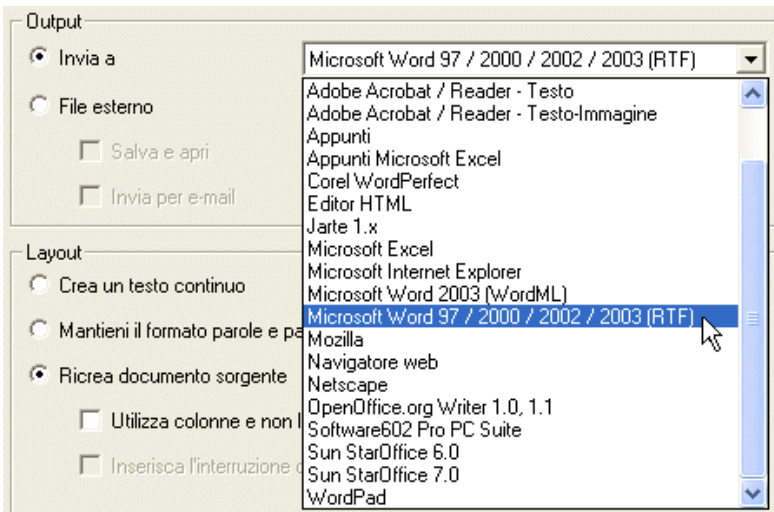 Output
Invia a
Microsoft Word 97 / 2000 / 2002 / 2003 (RTF)
File esterno
Salva e apri
Invia per e-mail
Adobe Acrobat / Reader - Testo
Adobe Acrobat / Reader - Testo-Immagine
Appunti
Appunti Microsoft Excel
Corel WordPerfect
Editor HTML
Jarte 1.x
Microsoft Excel
Microsoft Internet Explorer
Microsoft Word 2003 (WordML)
Microsoft Word 97 / 2000 / 2002 / 2003 (RTF)
Mozilla
Navigatore web
Netscape
OpenOffice.org Writer 1.0, 1.1
Software602 Pro PC Suite
Sun StarOffice 6.0
Sun StarOffice 7.0
WordPad
Layout
Crea un testo continuo
Mantieni il formato parole e
Ricrea documento sorgente
Utilizza colonne e non
Inserisca l'interruzione